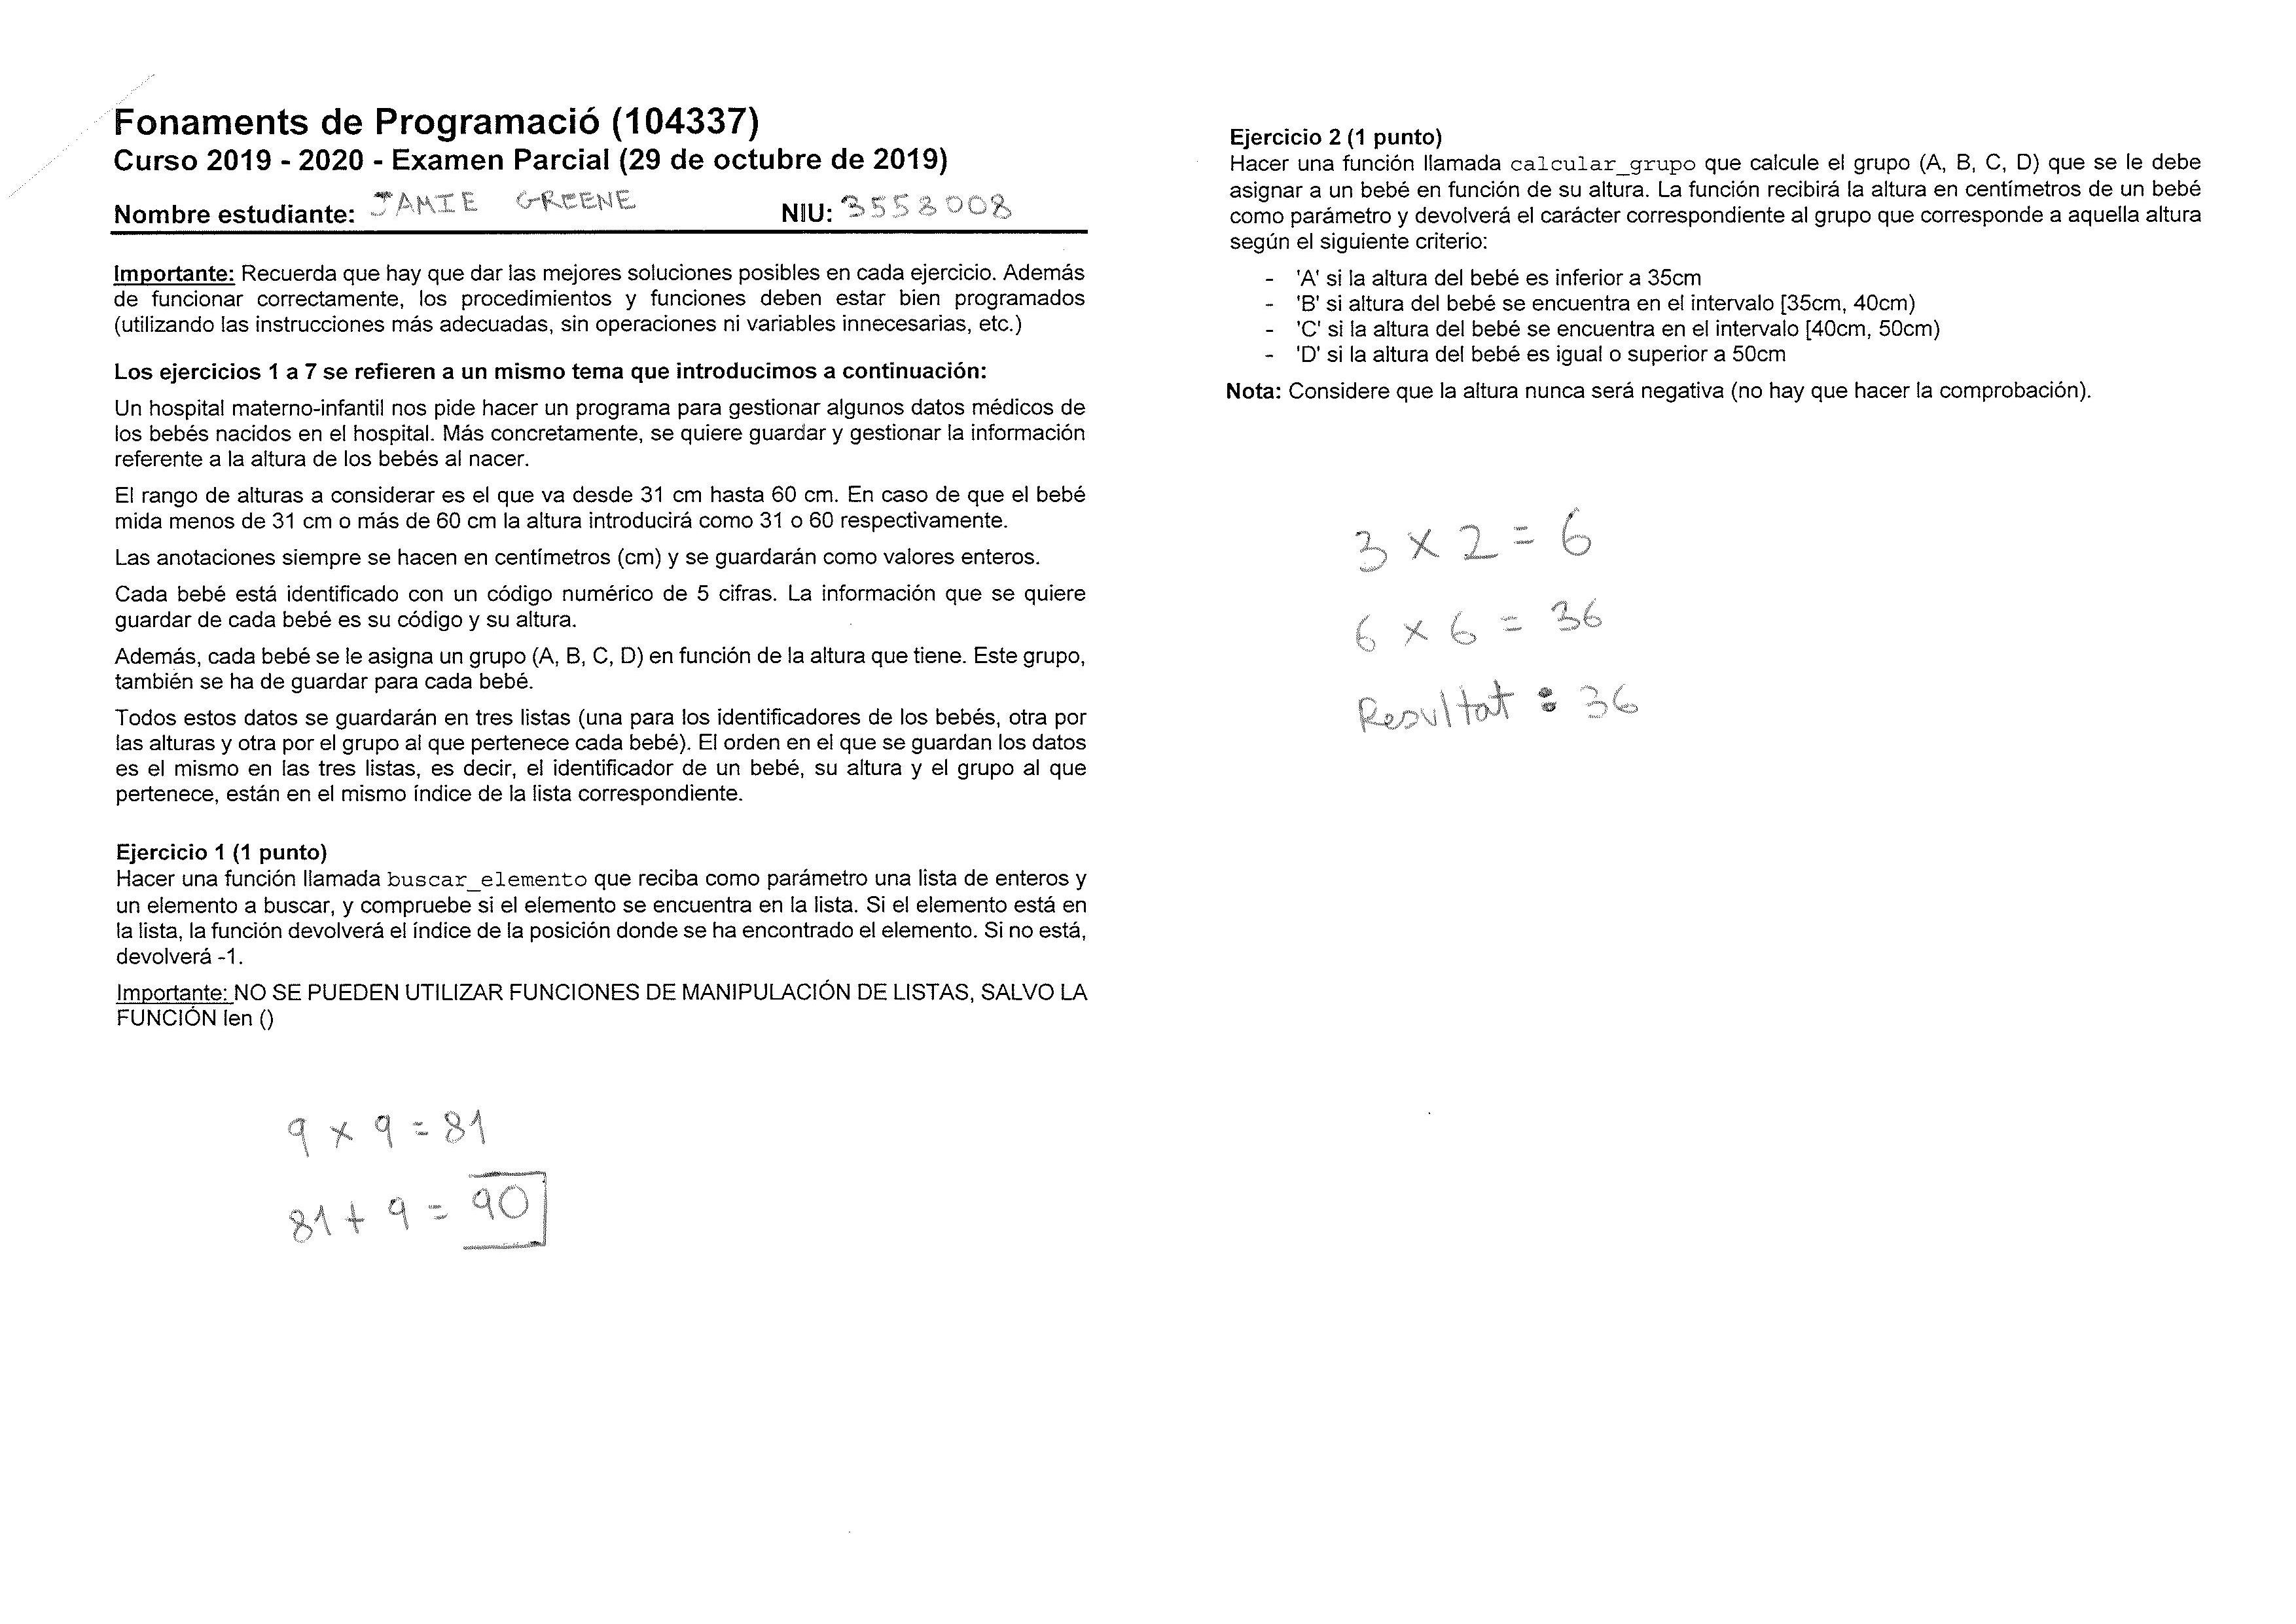 Fonaments de Programació (104337)
Curso 2019 - 2020 - Examen Parcial (29 de octubre de 2019)
Nombre estudiante: JAMIE GREENE NIU: 3558008
Importante: Recuerda que hay que dar las mejores soluciones posibles en cada ejercicio. Además
de funcionar correctamente, los procedimientos y funciones deben estar bien programados
(utilizando las instrucciones más adecuadas, sin operaciones ni variables innecesarias, etc.)
Los ejercicios 1 a 7 se refieren a un mismo tema que introducimos a continuación:
Un hospital materno-infantil nos pide hacer un programa para gestionar algunos datos médicos de
los bebés nacidos en el hospital. Más concretamente, se quiere guardar y gestionar la información
referente a la altura de los bebés al nacer.
El rango de alturas a considerar es el que va desde 31 cm hasta 60 cm. En caso de que el bebé
mida menos de 31 cm o más de 60 cm la altura introducirá como 31 o 60 respectivamente.
Las anotaciones siempre se hacen en centímetros (cm) y se guardarán como valores enteros.
Cada bebé está identificado con un código numérico de 5 cifras. La información que se quiere
guardar de cada bebé es su código y su altura.
Además, cada bebé se le asigna un grupo (A, B, C, D) en función de la altura que tiene. Este grupo,
también se ha de guardar para cada bebé.
Todos estos datos se guardarán en tres listas (una para los identificadores de los bebés, otra por
las alturas y otra por el grupo al que pertenece cada bebé). El orden en el que se guardan los datos
es el mismo en las tres listas, es decir, el identificador de un bebé, su altura y el grupo al que
pertenece, están en el mismo índice de la lista correspondiente.
Ejercicio 1 (1 punto)
Hacer una función llamada buscar_elemento que reciba como parámetro una lista de enteros y
un elemento a buscar, y compruebe si el elemento se encuentra en la lista. Si el elemento está en
la lista, la función devolverá el índice de la posición donde se ha encontrado el elemento. Si no está,
devolverá -1.
Importante: NO SE PUEDEN UTILIZAR FUNCIONES DE MANIPULACIÓN DE LISTAS, SALVO LA
FUNCIÓN len ()
9 x 9 = 81
81 + 9 = 90
Ejercicio 2 (1 punto)
Hacer una función llamada calcular_grupo que calcule el grupo (A, B, C, D) que se le debe
asignar a un bebé en función de su altura. La función recibirá la altura en centímetros de un bebé
como parámetro y devolverá el carácter correspondiente al grupo que corresponde a aquella altura
según el siguiente criterio:
- 'A' si la altura del bebé es inferior a 35cm
- 'B' si altura del bebé se encuentra en el intervalo [35cm, 40cm)
- 'C' si la altura del bebé se encuentra en el intervalo [40cm, 50cm)
- 'D' si la altura del bebé es igual o superior a 50cm
Nota: Considere que la altura nunca será negativa (no hay que hacer la comprobación).
3 x 2 = 6
6 x 6 = 36
Resultat : 36